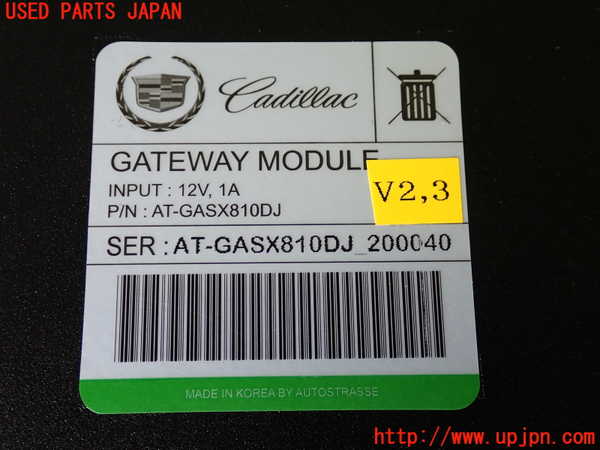 USED PARTS JAPAN
Cadillac
GATEWAY MODULE
INPUT : 12V, 1A
P/N : AT-GASX810DJ
V2,3
SER : AT-GASX810DJ_200040
MADE IN KOREA BY AUTOSTRASSE
http://www.upjpn.com